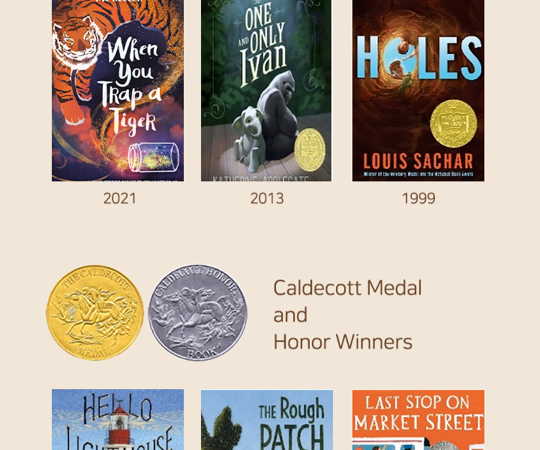 When
You
Trap a
Tiger
THE
ONE
AND ONLY
Ivan
KATHERINE APPLEGATE
HOLES
LOUIS SACHAR
Winner of the Newbery Medal and the National Book Award
2021
2013
1999
THE CALDECOTT
MEDAL
CALDECOTT HONOR
BOOK
Caldecott Medal
and
Honor Winners
HELLO
LIGHTHOUSE
THE Rough
PATCH
LAST STOP ON
MARKET STREET